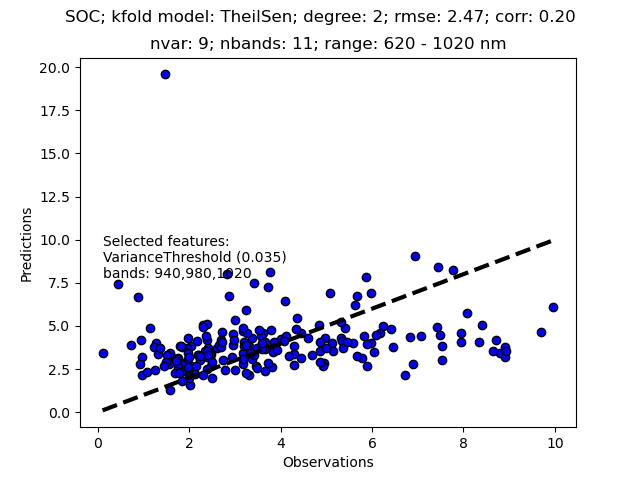 SOC; kfold model: TheilSen; degree: 2; rmse: 2.47; corr: 0.20
nvar: 9; nbands: 11; range: 620 - 1020 nm
20.0
17.5
15.0
12.5
10.0
7.5
5.0
2.5
0.0
Predictions
Selected features:
VarianceThreshold (0.035)
bands: 940,980,1020
0 2 4 6 8 10
Observations